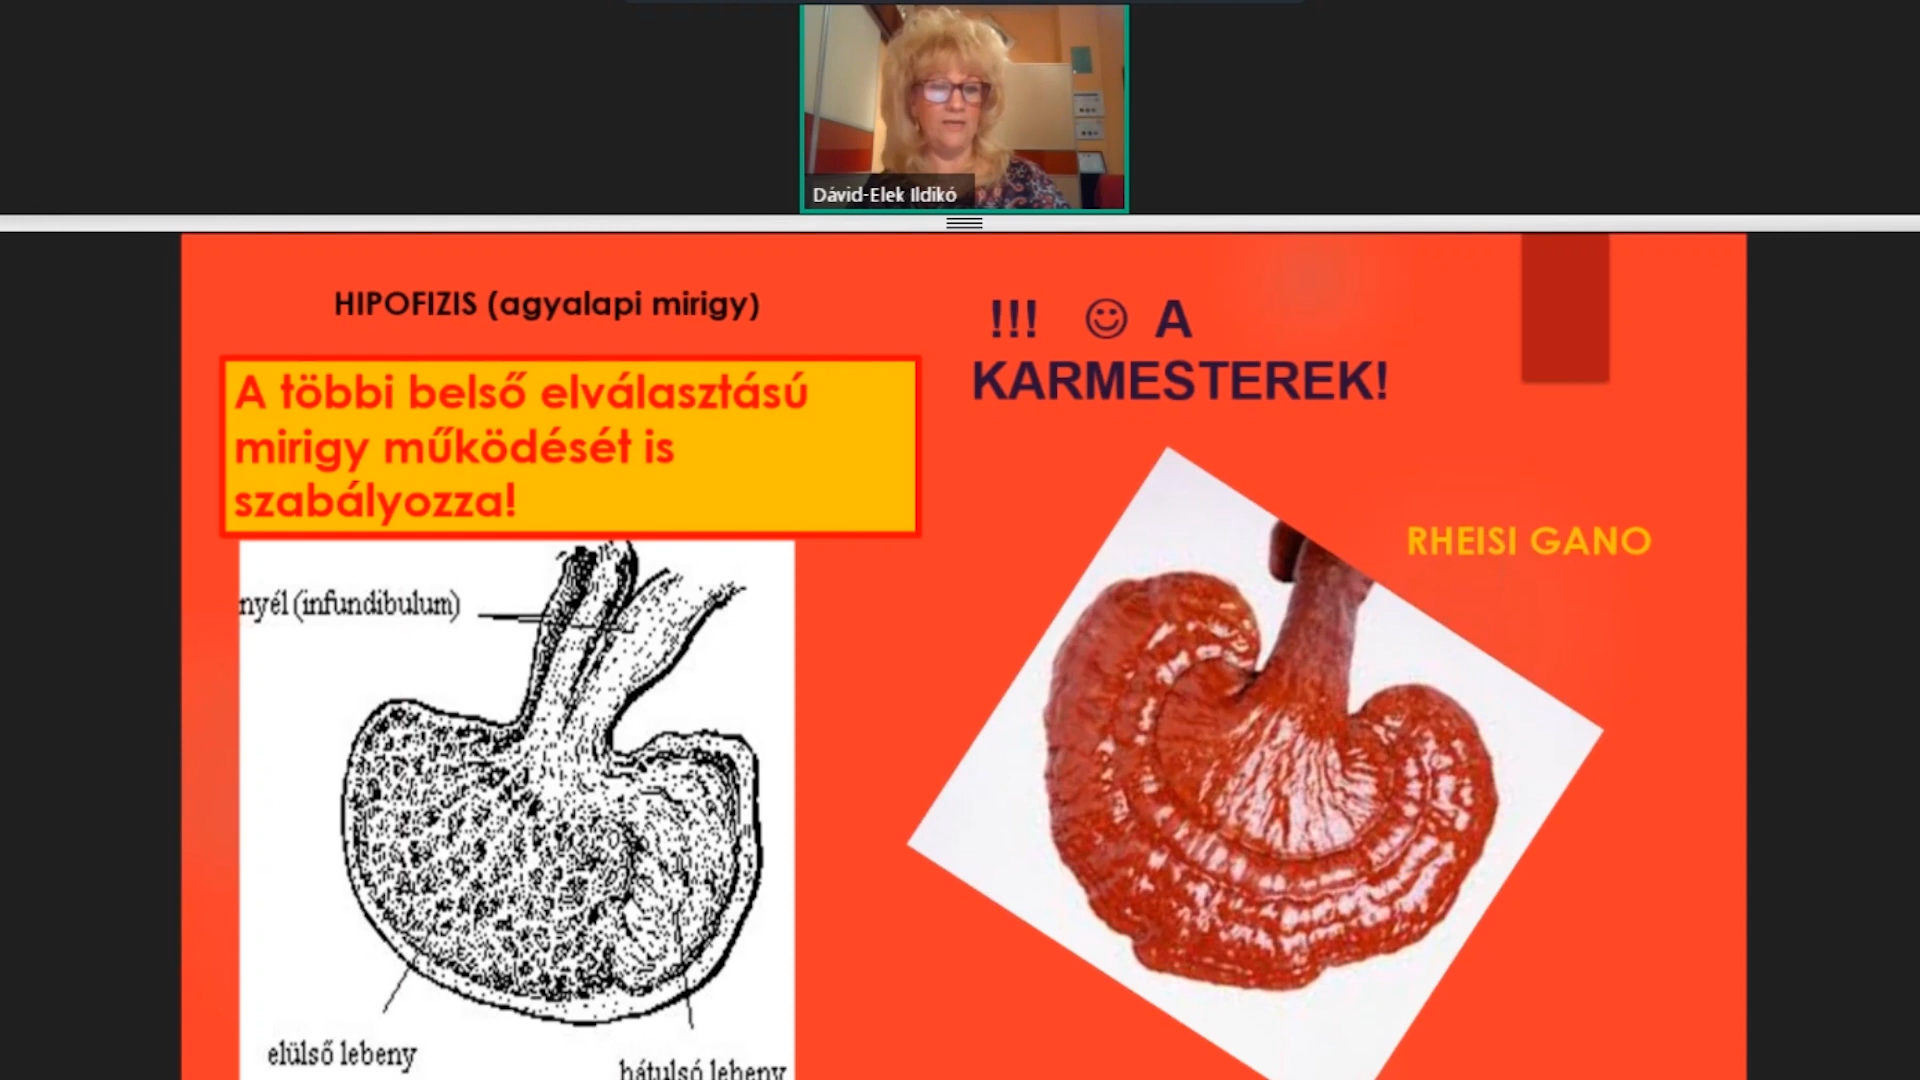 Dávid-Elek Ildikó
HIPOFIZIS (agyalapi mirigy)
!!! ☺ A
KARMESTEREK!
A többi belső elválasztású
mirigy működését is
szabályozza!
RHEISI GANO
nyél (infundibulum)
elülső lebeny
hátulsó lebeny